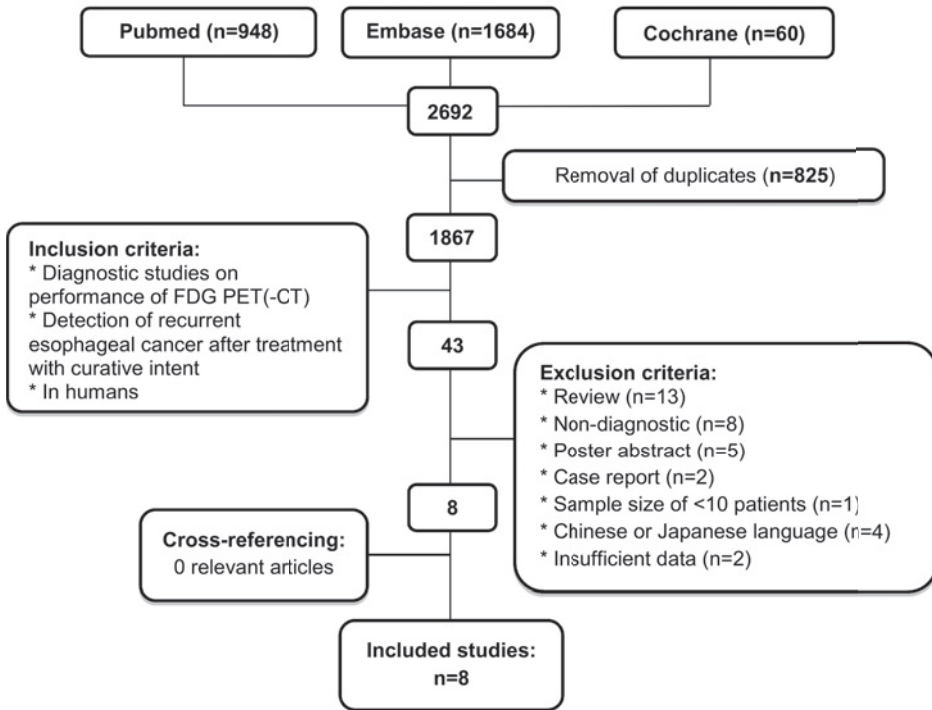 Pubmed (n=948)
Embase (n=1684)
Cochrane (n=60)
2692
Removal of duplicates (n=825)
1867
Inclusion criteria:
* Diagnostic studies on
performance of FDG PET(-CT)
* Detection of recurrent
esophageal cancer after treatment
with curative intent
* In humans
43
Exclusion criteria:
* Review (n=13)
* Non-diagnostic (n=8)
* Poster abstract (n=5)
* Case report (n=2)
* Sample size of <10 patients (n=1)
* Chinese or Japanese language (n=4)
* Insufficient data (n=2)
8
Cross-referencing:
0 relevant articles
Included studies:
n=8